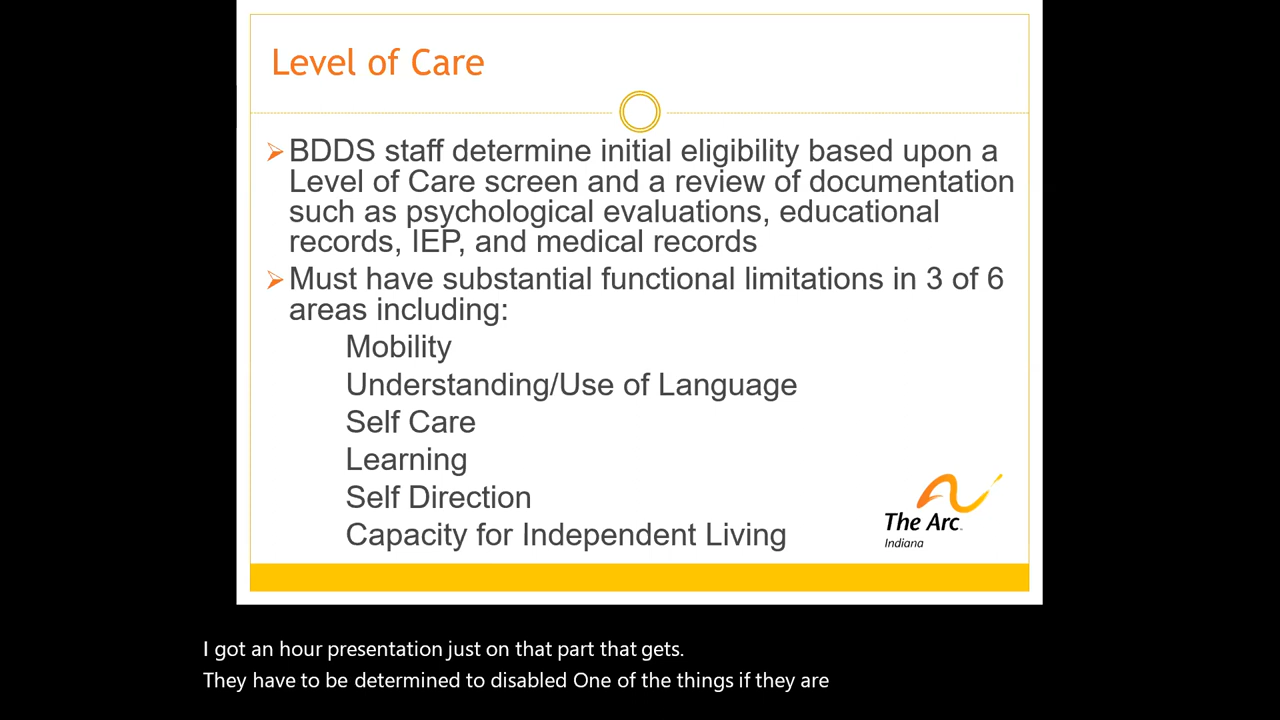 Level of Care
BDDS staff determine initial eligibility based upon a
Level of Care screen and a review of documentation
such as psychological evaluations, educational
records, IEP, and medical records
Must have substantial functional limitations in 3 of 6
areas including:
Mobility
Understanding/Use of Language
Self Care
Learning
Self Direction
Capacity for Independent Living
The Arc
Indiana
I got an hour presentation just on that part that gets.
They have to be determined to disabled One of the things if they are